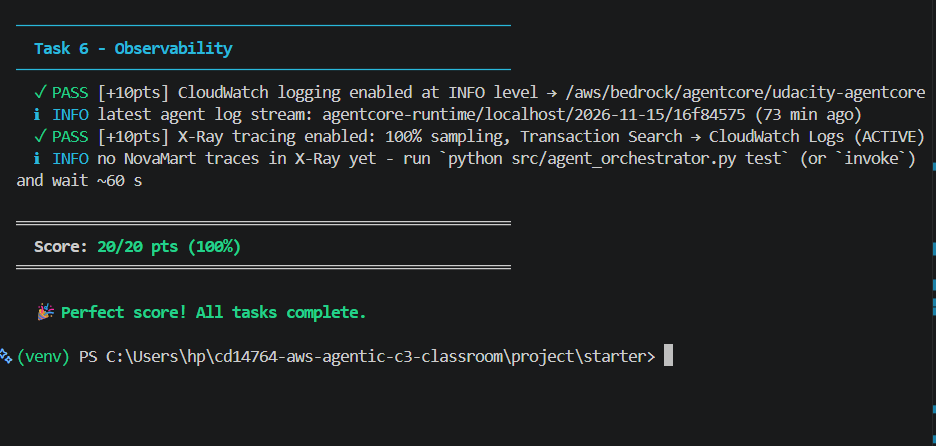 Task 6 - Observability
✓ PASS [+10pts] CloudWatch logging enabled at INFO level → /aws/bedrock/agentcore/udacity-agentcore
ℹ INFO latest agent log stream: agentcore-runtime/localhost/2026-11-15/16f84575 (73 min ago)
✓ PASS [+10pts] X-Ray tracing enabled: 100% sampling, Transaction Search → CloudWatch Logs (ACTIVE)
ℹ INFO no NovaMart traces in X-Ray yet - run `python src/agent_orchestrator.py test` (or `invoke`)
and wait ~60 s
Score: 20/20 pts (100%)
🎉 Perfect score! All tasks complete.
(venv) PS C:\Users\hp\cd14764-aws-agentic-c3-classroom\project\starter>